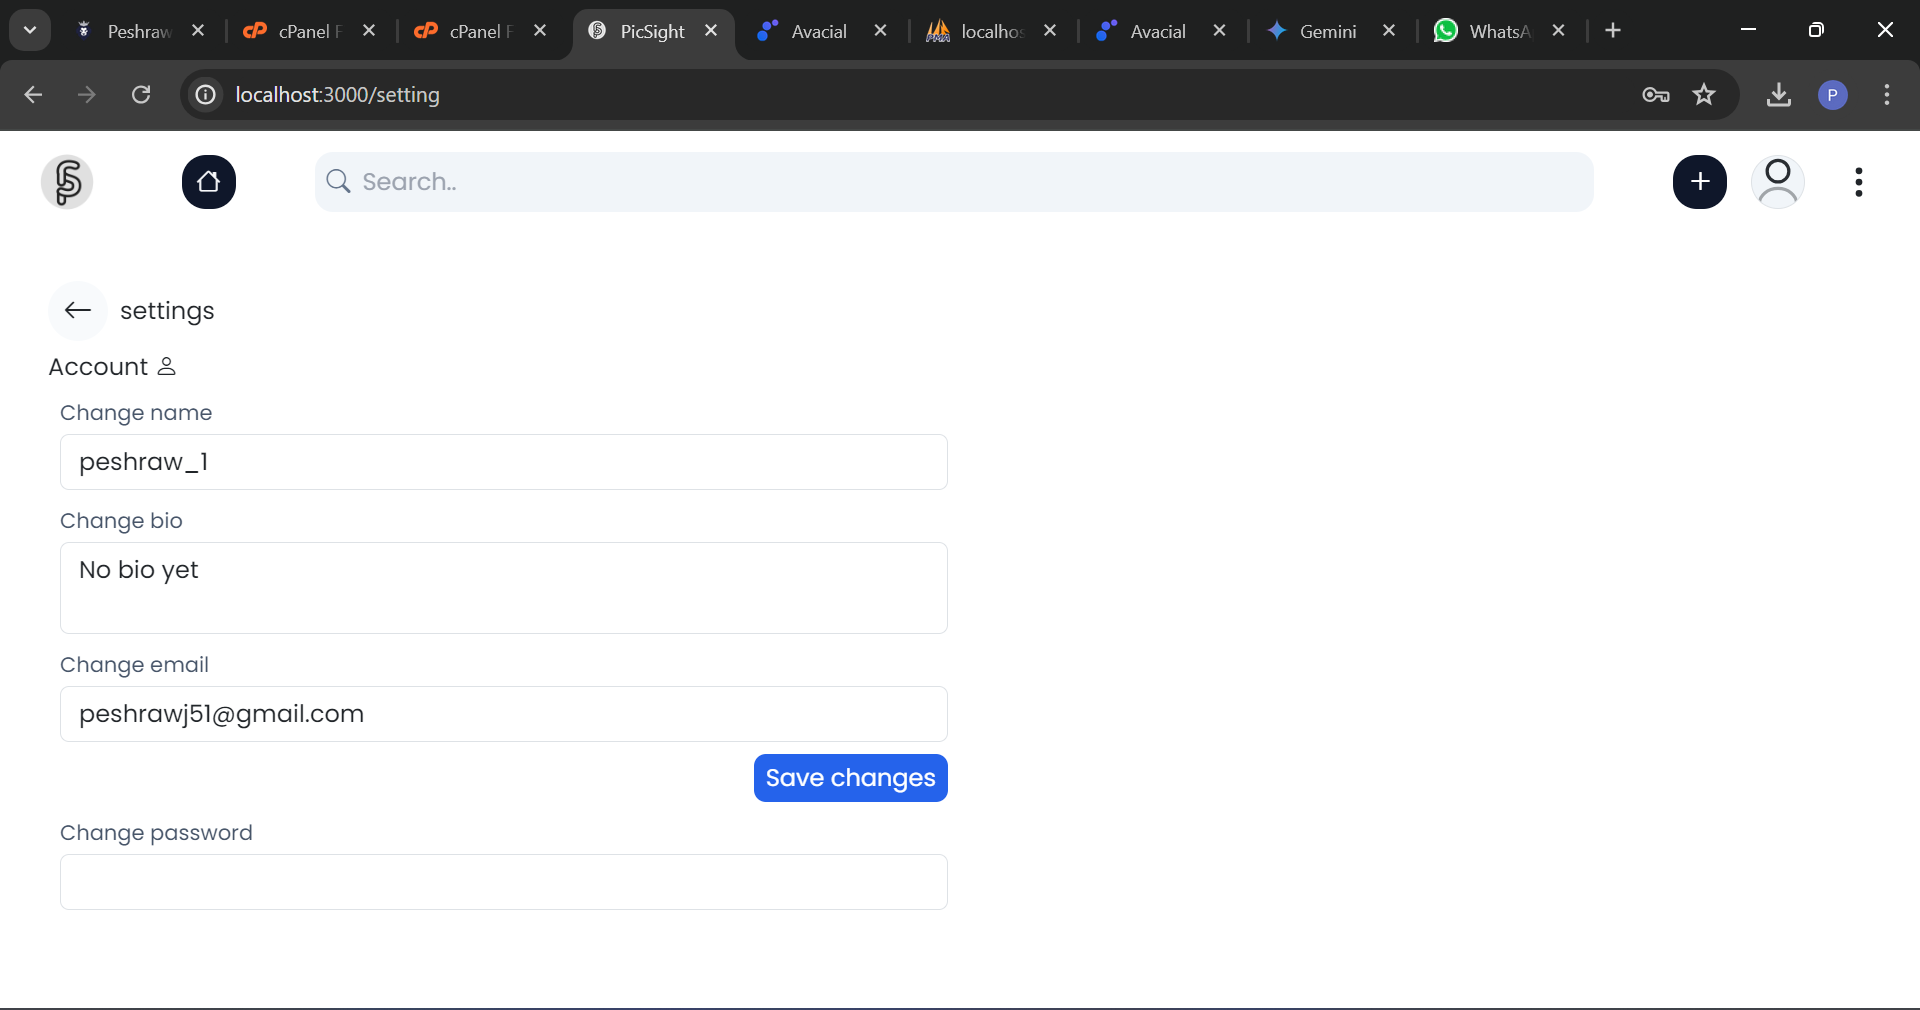 Peshraw
cPanel F
cPanel F
PicSight
Avacial
localhos
Avacial
Gemini
WhatsA
localhost:3000/setting
P
Search..
settings
Account
Change name
peshraw_1
Change bio
No bio yet
Change email
peshrawj51@gmail.com
Save changes
Change password